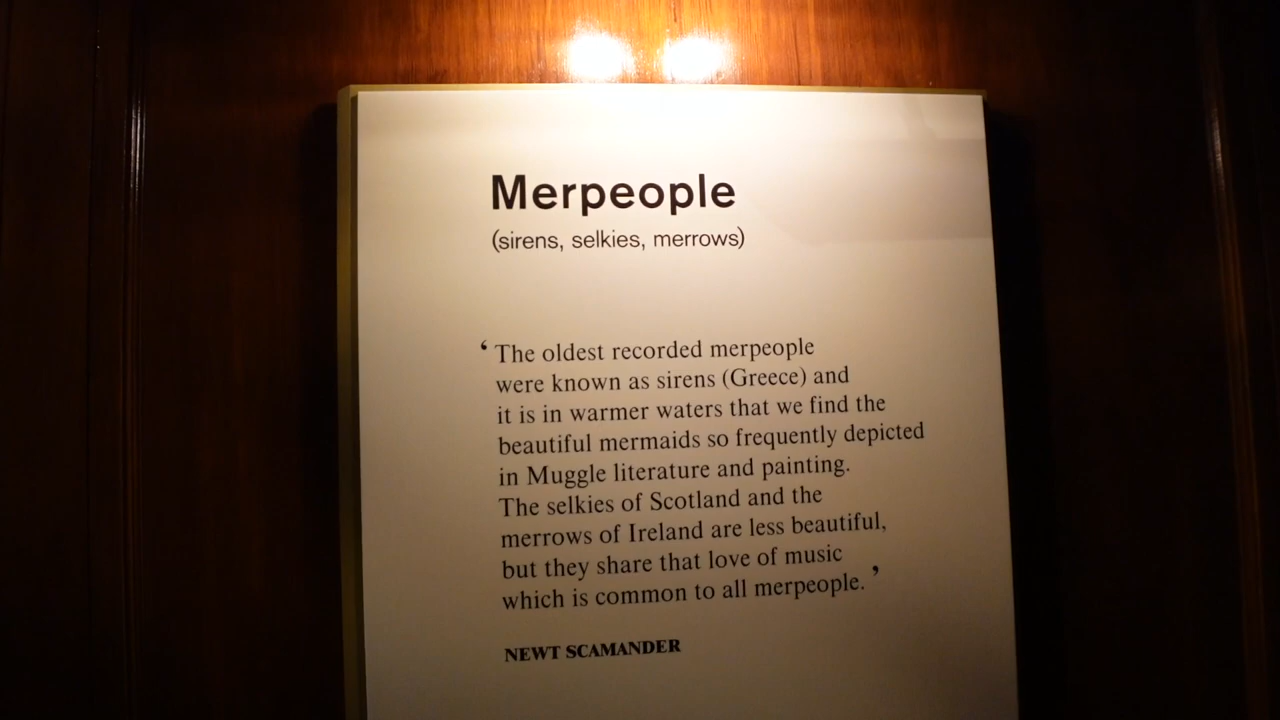 Merpeople
(sirens, selkies, merrows)
‘ The oldest recorded merpeople
were known as sirens (Greece) and
it is in warmer waters that we find the
beautiful mermaids so frequently depicted
in Muggle literature and painting.
The selkies of Scotland and the
merrows of Ireland are less beautiful,
but they share that love of music
which is common to all merpeople. ’
NEWT SCAMANDER